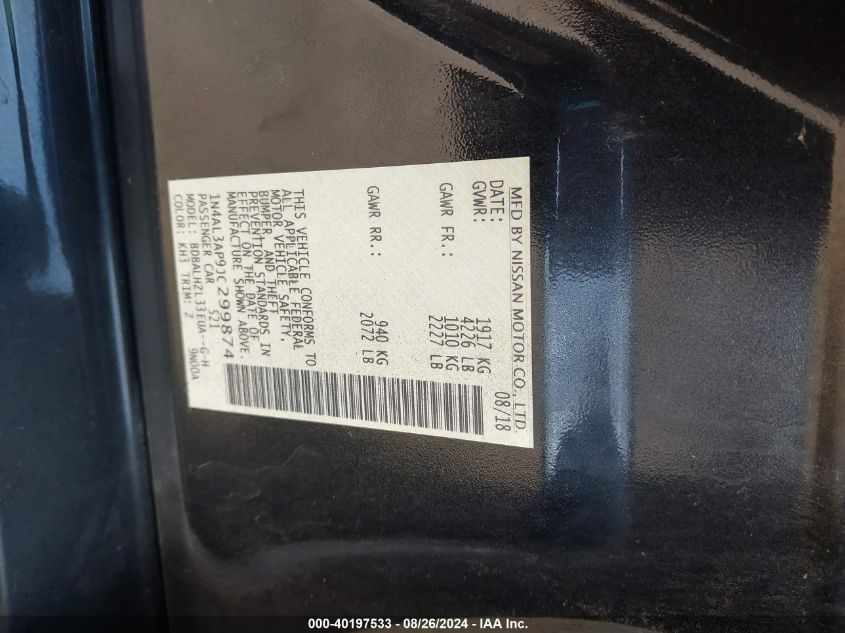 MFD BY NISSAN MOTOR CO., LTD.
DATE: 08/18
GVWR: 1917 KG
4226 LB
GAWR FR.: 1010 KG
2227 LB
GAWR RR.: 940 KG
2072 LB
THIS VEHICLE CONFORMS TO
ALL APPLICABLE FEDERAL
MOTOR VEHICLE SAFETY,
BUMPER, AND THEFT
PREVENTION STANDARDS IN
EFFECT ON THE DATE OF
MANUFACTURE SHOWN ABOVE.
1N4AL3AP9JC299874
PASSENGER CAR 521
MODEL: BDBALHZL33EUA--G-H
COLOR: KH3 TRIM: Z 9N00A
000-40197533 - 08/26/2024 - IAA Inc.